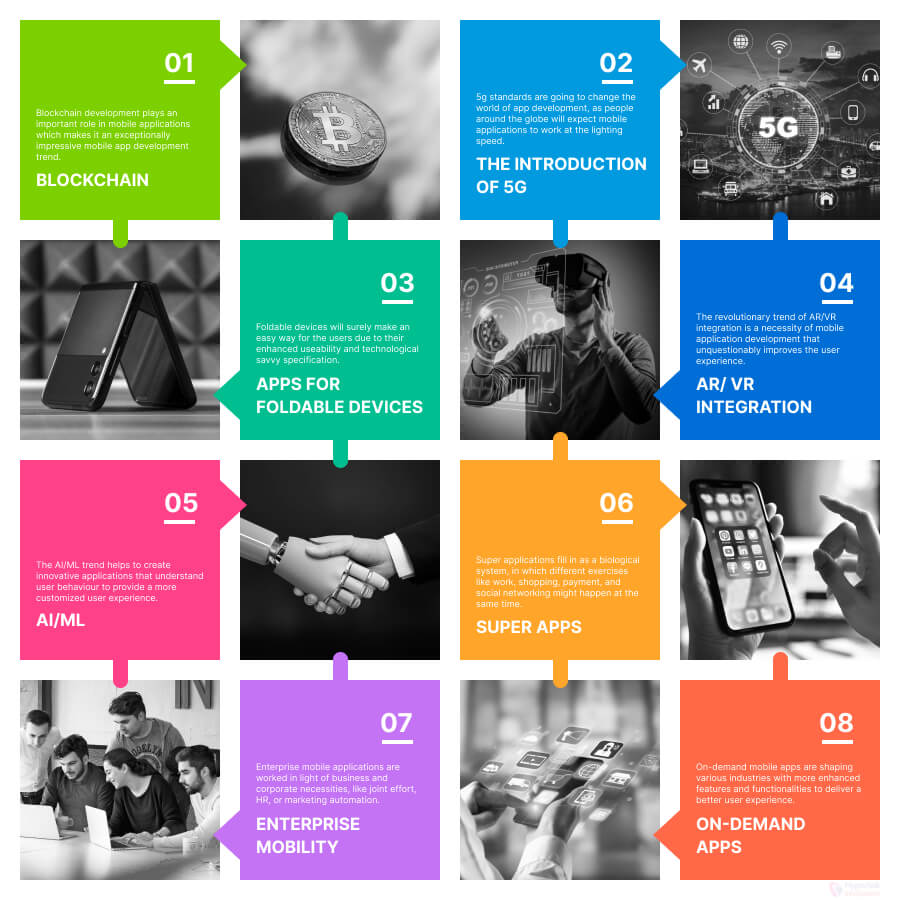 01
Blockchain development plays an
important role in mobile applications
which makes it an exceptionally
impressive mobile app development
trend.
BLOCKCHAIN
02
5g standards are going to change the
world of app development, as people
around the globe will expect mobile
applications to work at the lighting
speed.
THE INTRODUCTION
OF 5G
5G
03
Foldable devices will surely make an
easy way for the users due to their
enhanced useability and technological
savvy specification.
APPS FOR
FOLDABLE DEVICES
04
The revolutionary trend of AR/VR
integration is a necessity of mobile
application development that
unquestionably improves the user
experience.
AR/ VR
INTEGRATION
05
The AI/ML trend helps to create
innovative applications that understand
user behaviour to provide a more
customized user experience.
AI/ML
06
Super applications fill in as a biological
system, in which different exercises
like work, shopping, payment, and
social networking might happen at the
same time.
SUPER APPS
07
Enterprise mobile applications are
worked in light of business and
corporate necessities, like joint effort,
HR, or marketing automation.
ENTERPRISE
MOBILITY
08
On-demand mobile apps are shaping
various industries with more enhanced
features and functionalities to deliver a
better user experience.
ON-DEMAND
APPS